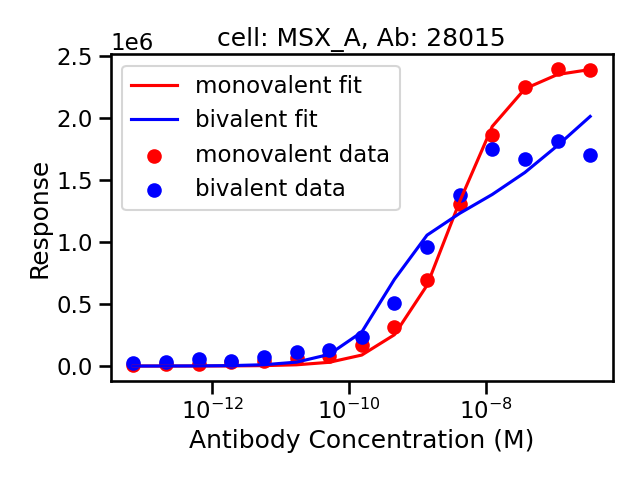 cell: MSX_A, Ab: 28015
1e6
2.5
2.0
1.5
1.0
0.5
0.0
Response
monovalent fit
bivalent fit
monovalent data
bivalent data
10⁻¹²
10⁻¹⁰
10⁻⁸
Antibody Concentration (M)